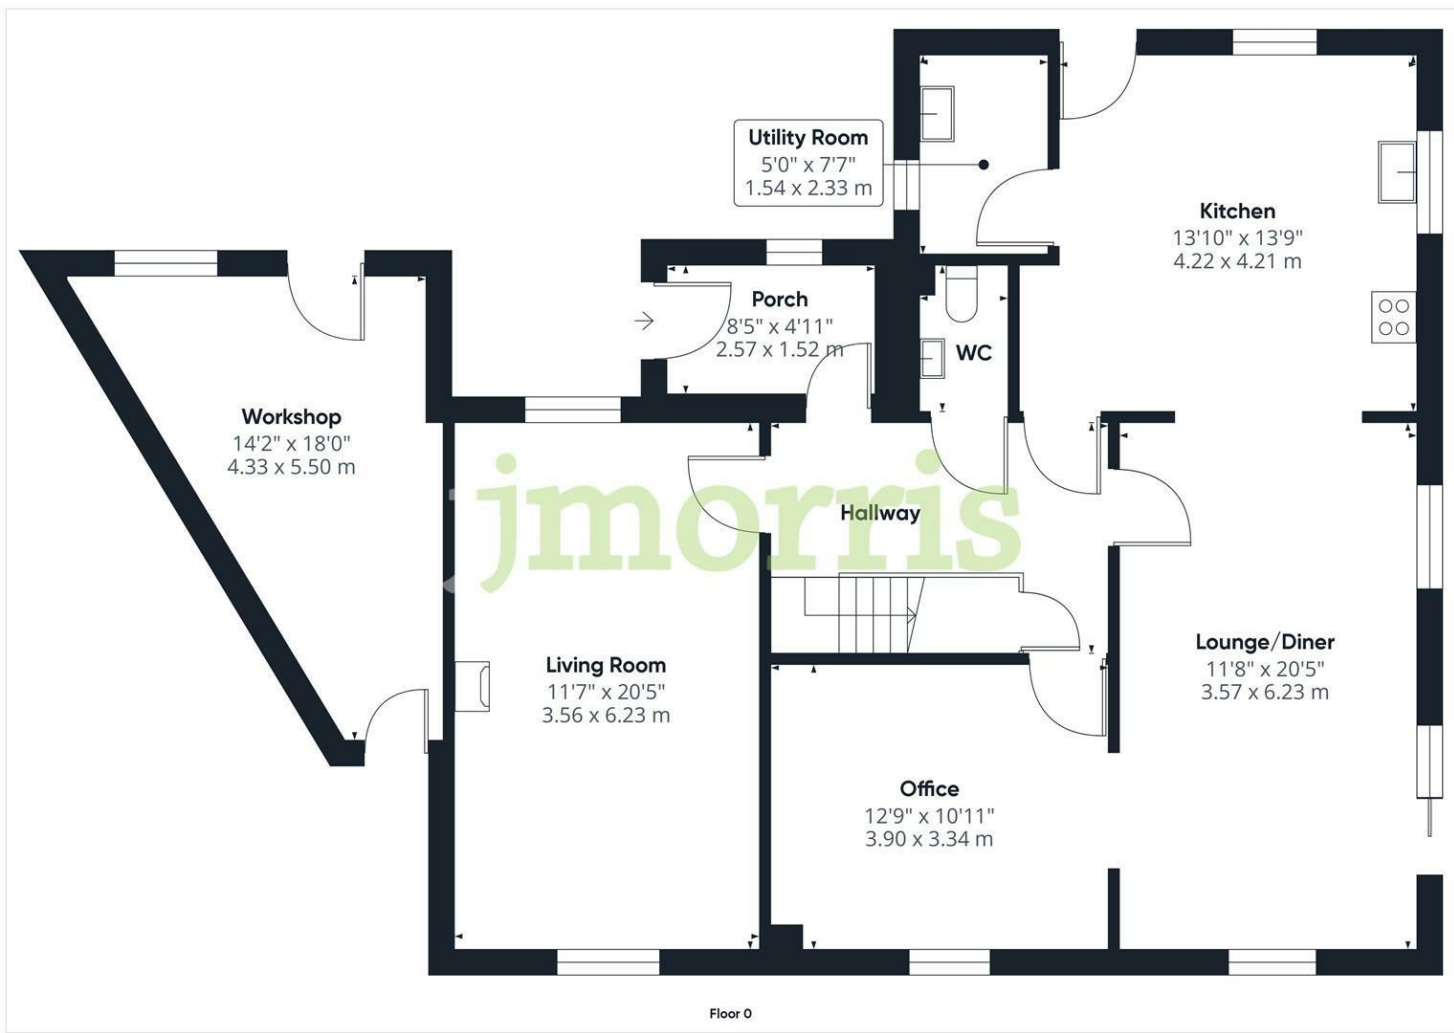 Utility Room
5'0" x 7'7"
1.54 x 2.33 m
Kitchen
13'10" x 13'9"
4.22 x 4.21 m
Porch
8'5" x 4'11"
2.57 x 1.52 m
WC
Workshop
14'2" x 18'0"
4.33 x 5.50 m
jmorris
Hallway
Living Room
11'7" x 20'5"
3.56 x 6.23 m
Lounge/Diner
11'8" x 20'5"
3.57 x 6.23 m
Office
12'9" x 10'11"
3.90 x 3.34 m
Floor 0